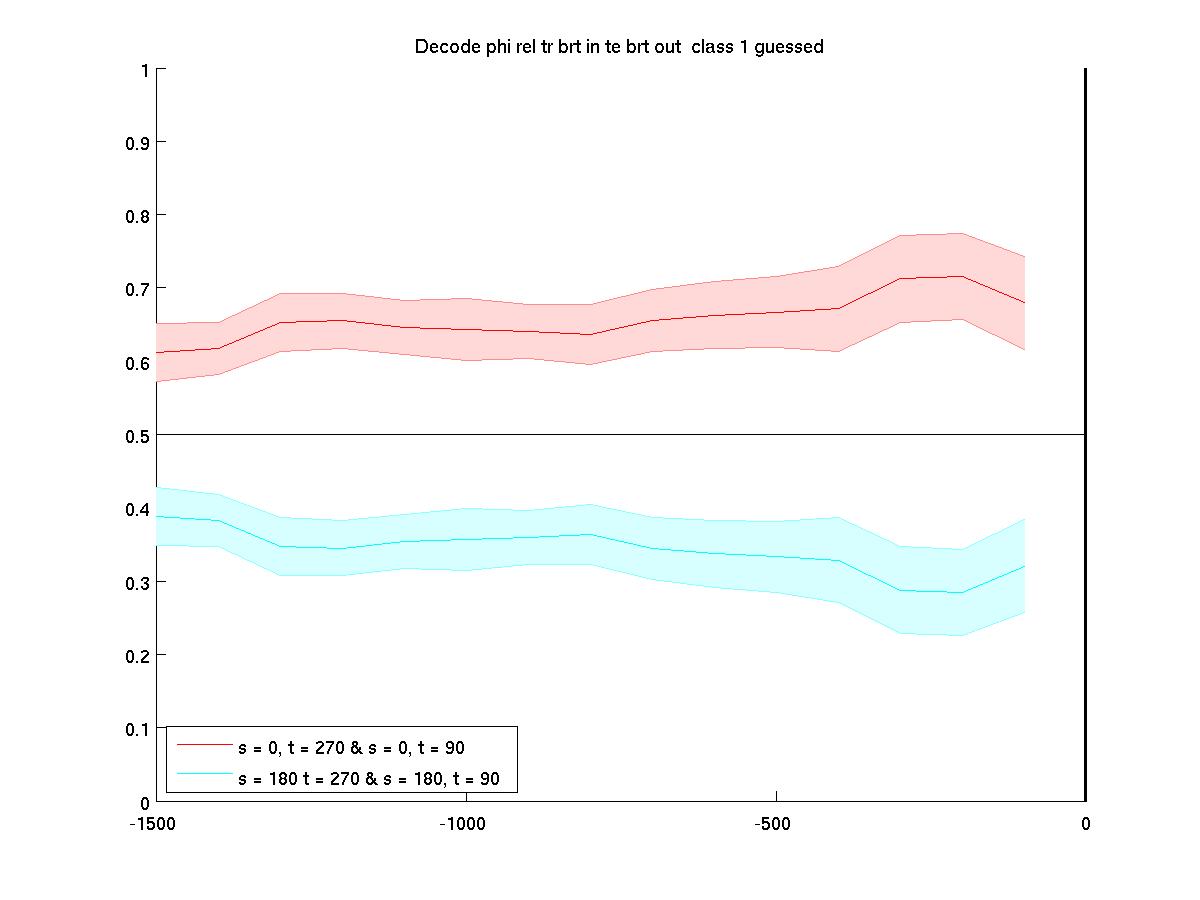 Decode phi rel tr brt in te brt out  class 1 guessed
1
0.9
0.8
0.7
0.6
0.5
0.4
0.3
0.2
0.1
0
s = 0, t = 270 & s = 0, t = 90
s = 180 t = 270 & s = 180, t = 90
-1500 -1000 -500 0